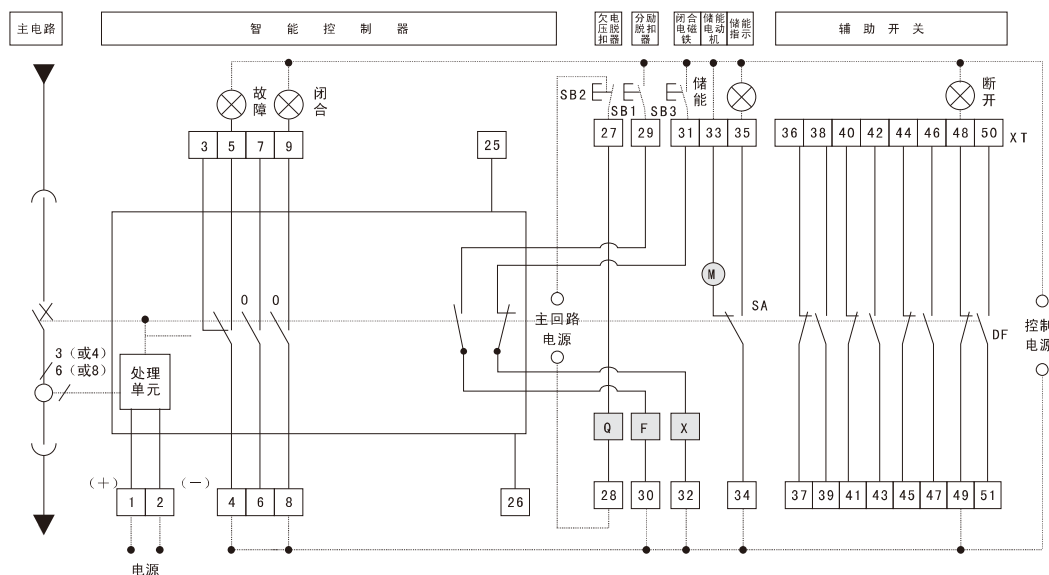 主电路
智能控制器
欠电
压脱
扣器
分励
脱扣
器
闭合
电磁
铁
储能
电动
机
储能
指示
辅助开关
故障
闭合
SB2
SB1
SB3
储能
断开
3 5 7 9
25
27 29 31 33 35
36 38 40 42 44 46 48 50
XT
M
SA
0 0
主回路
电源
DF
控制
电源
3（或4）
6（或8）
处理
单元
Q F X
（+） 1 2 （-） 4 6 8
26
28 30 32 34
37 39 41 43 45 47 49 51
电源